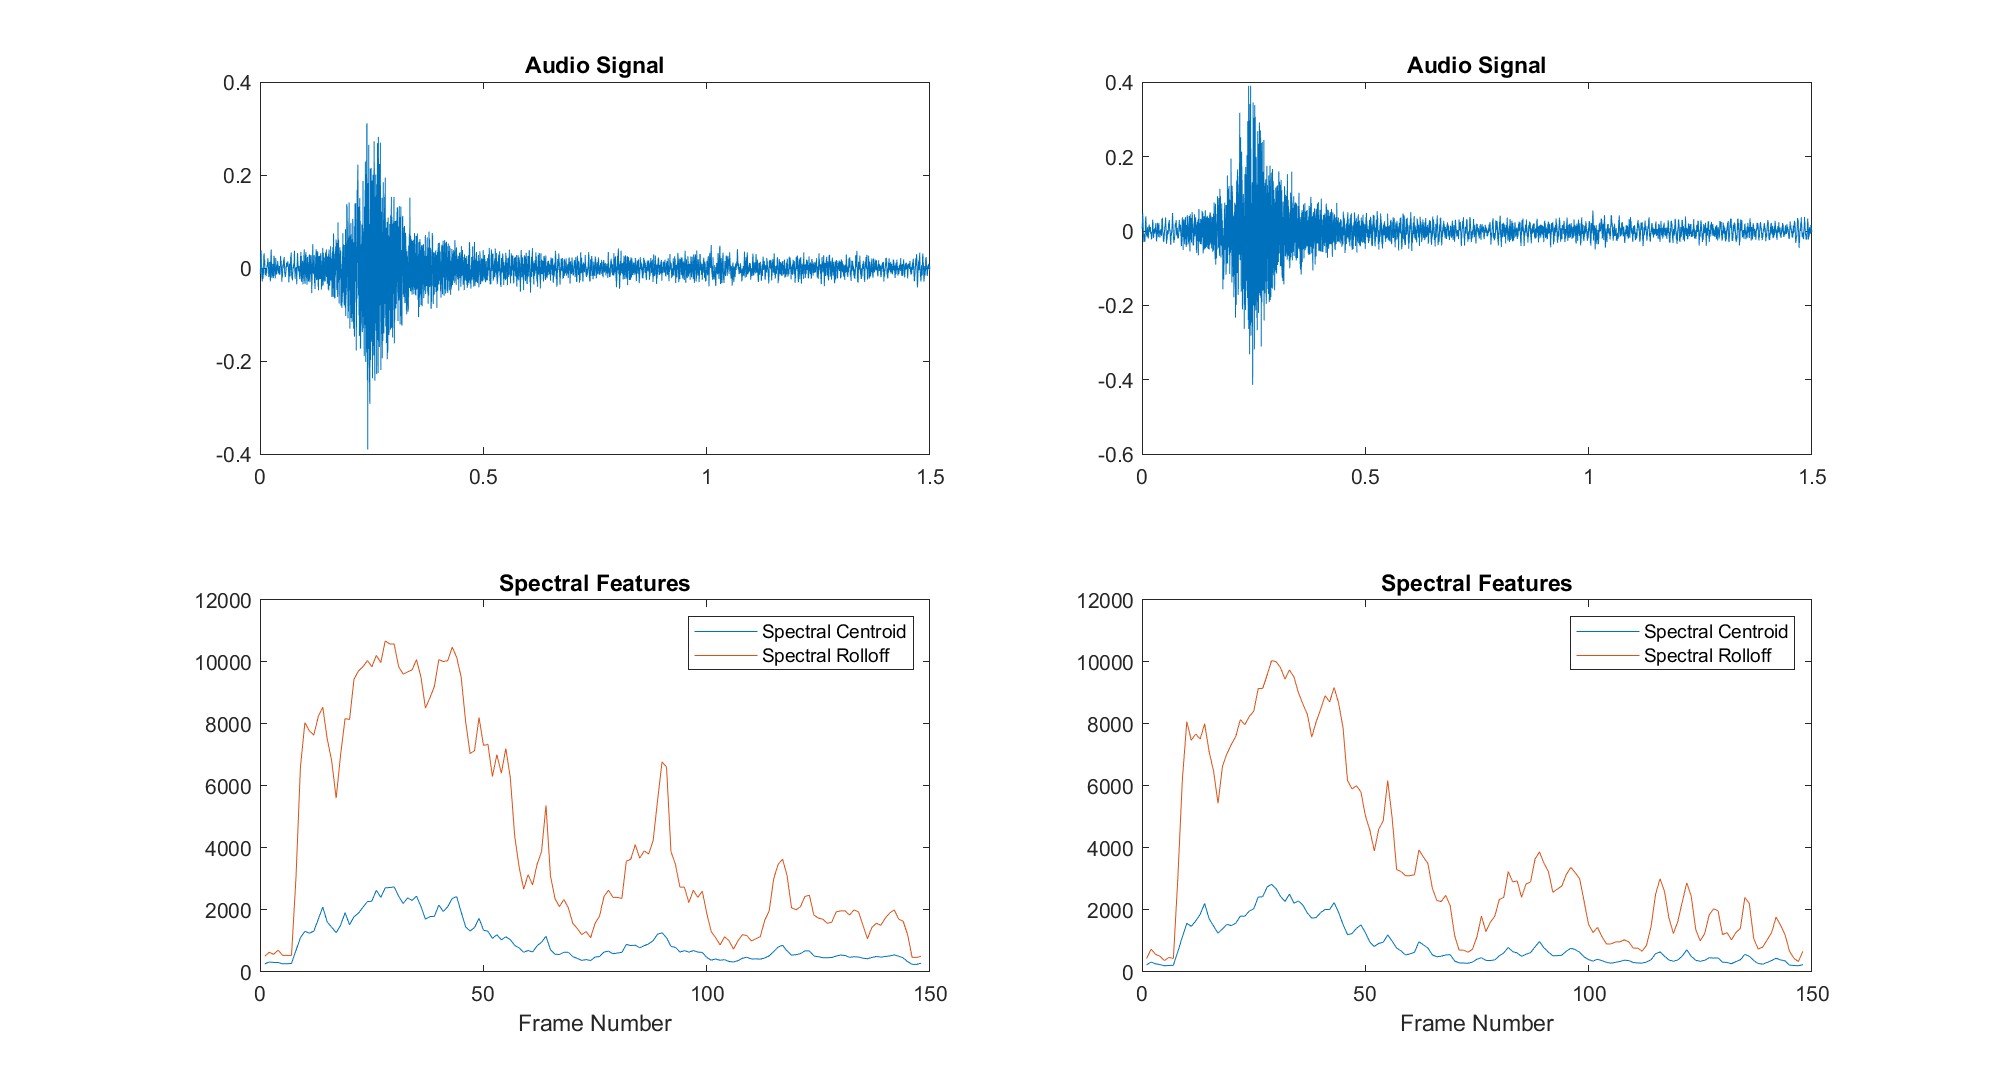 Audio Signal
0.4
0.2
0
-0.2
-0.4
0 0.5 1 1.5
Audio Signal
0.4
0.2
0
-0.2
-0.4
-0.6
0 0.5 1 1.5
Spectral Features
12000
10000
8000
6000
4000
2000
0
Spectral Centroid
Spectral Rolloff
0 50 100 150
Frame Number
Spectral Features
12000
10000
8000
6000
4000
2000
0
Spectral Centroid
Spectral Rolloff
0 50 100 150
Frame Number